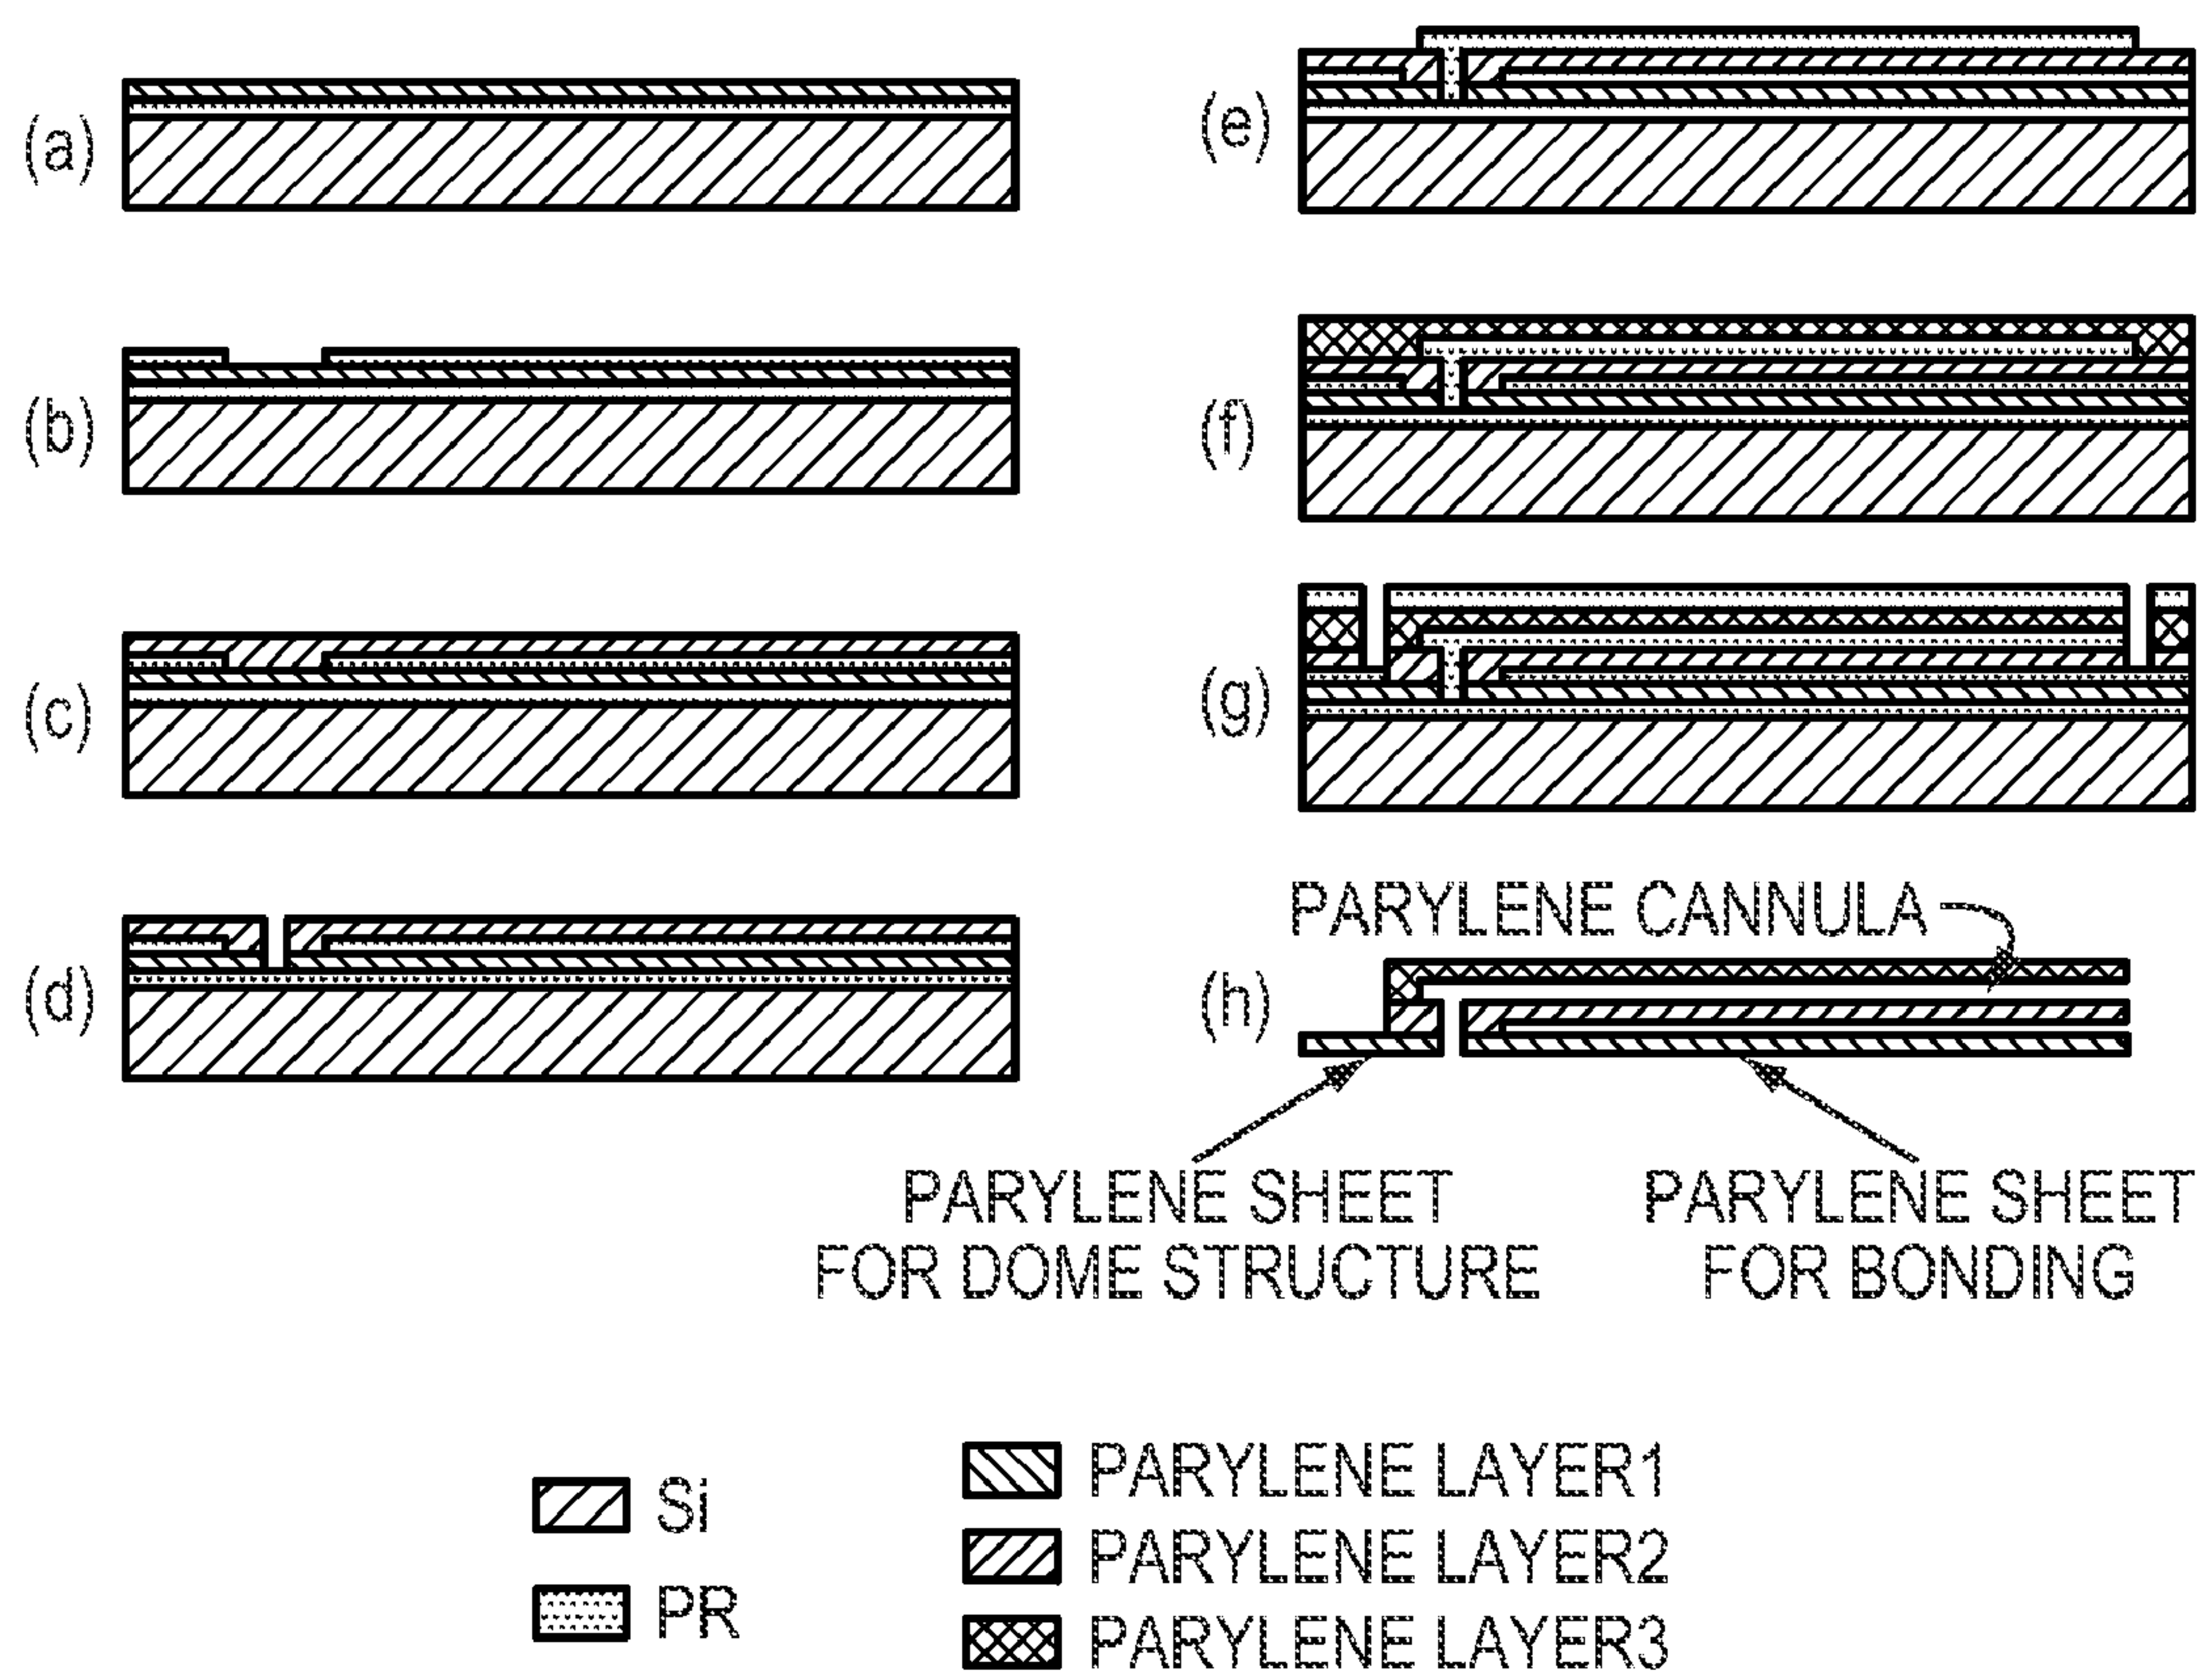 (a)
(b)
(c)
(d)
(e)
(f)
(g)
(h)
PARYLENE CANNULA
PARYLENE SHEET
FOR DOME STRUCTURE
PARYLENE SHEET
FOR BONDING
Si
PR
PARYLENE LAYER1
PARYLENE LAYER2
PARYLENE LAYER3